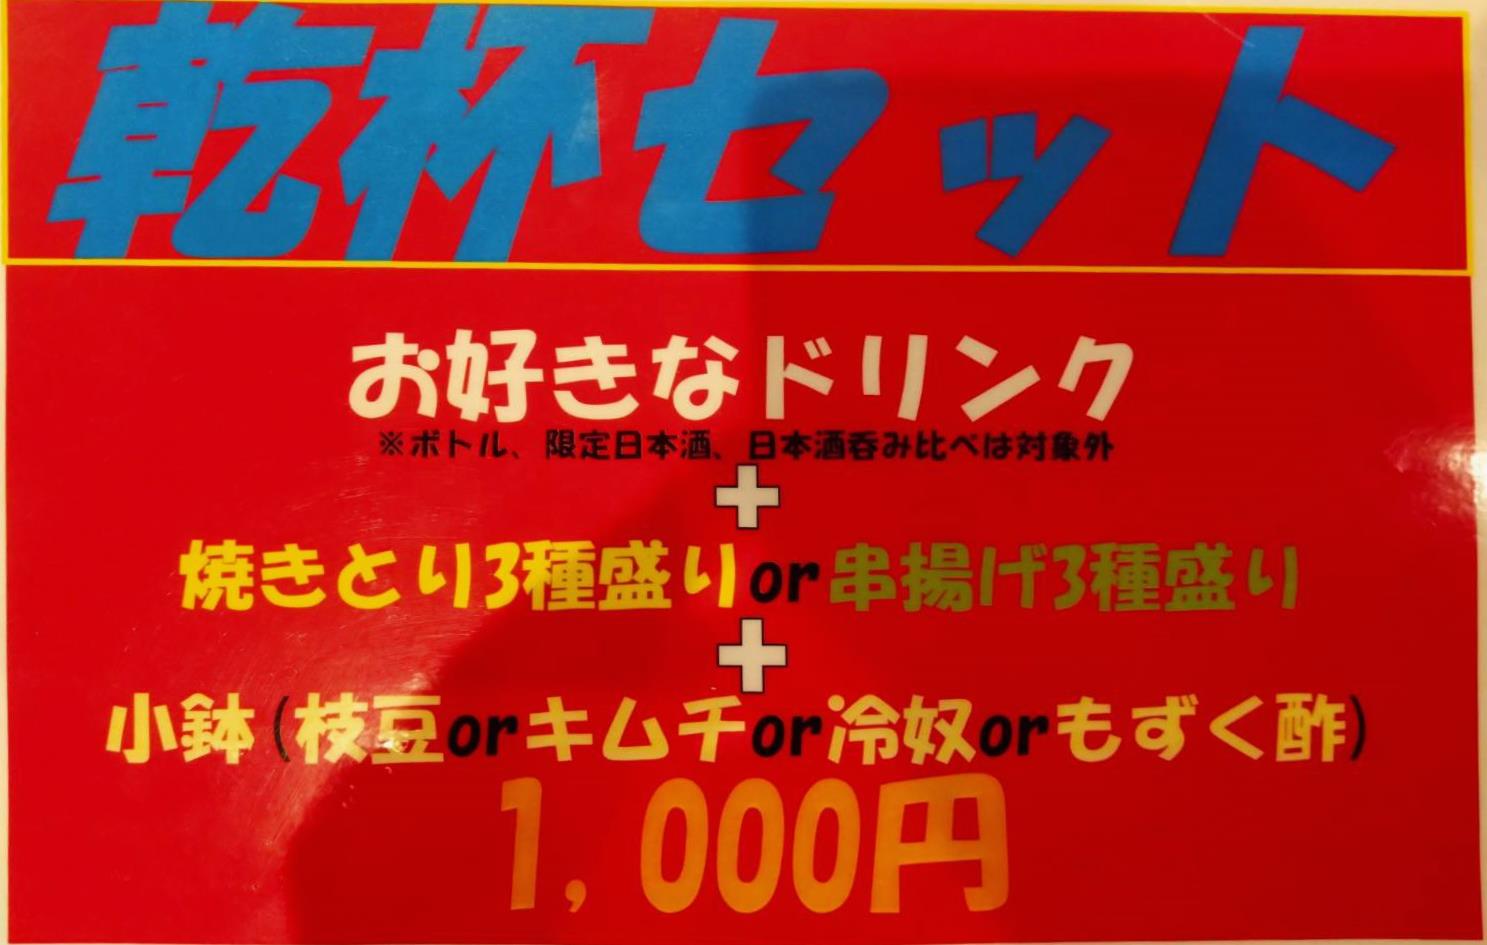 乾杯セット
お好きなドリンク
※ボトル、限定日本酒、日本酒呑み比べは対象外
+
焼きとり3種盛りor串揚げ3種盛り
+
小鉢(枝豆orキムチor冷奴orもずく酢)
1,000円